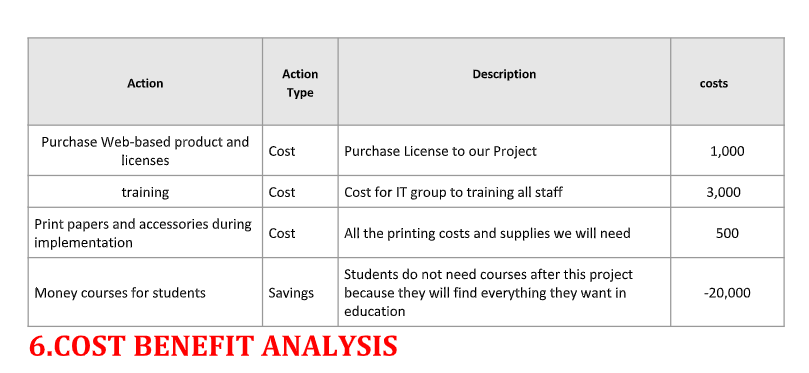 Action
Action
Type
Description
costs
Purchase Web-based product and
licenses
Cost
Purchase License to our Project
1,000
training
Cost
Cost for IT group to training all staff
3,000
Print papers and accessories during
implementation
Cost
All the printing costs and supplies we will need
500
Money courses for students
Savings
Students do not need courses after this project
because they will find everything they want in
education
-20,000
6.COST BENEFIT ANALYSIS